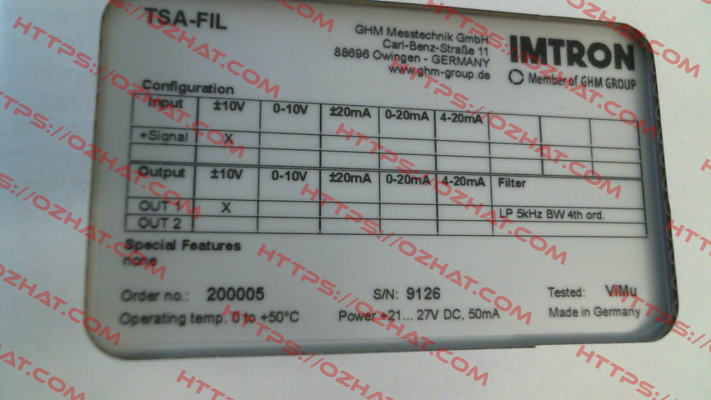 TSA-FIL
GHM Messtechnik GmbH
Carl-Benz-Straße 11
88696 Owingen - GERMANY
www.ghm-group.de
IMTRON
Member of GHM GROUP
Configuration
Input ±10V 0-10V ±20mA 0-20mA 4-20mA
+Signal X
Output ±10V 0-10V ±20mA 0-20mA 4-20mA Filter
OUT 1 X LP 5kHz BW 4th ord.
OUT 2
Special Features
none
Order no.: 200005 S/N: 9126 Tested: ViMu
Operating temp. 0 to +50°C Power +21... 27V DC, 50mA Made in Germany
HTTPS://OZHAT.COM